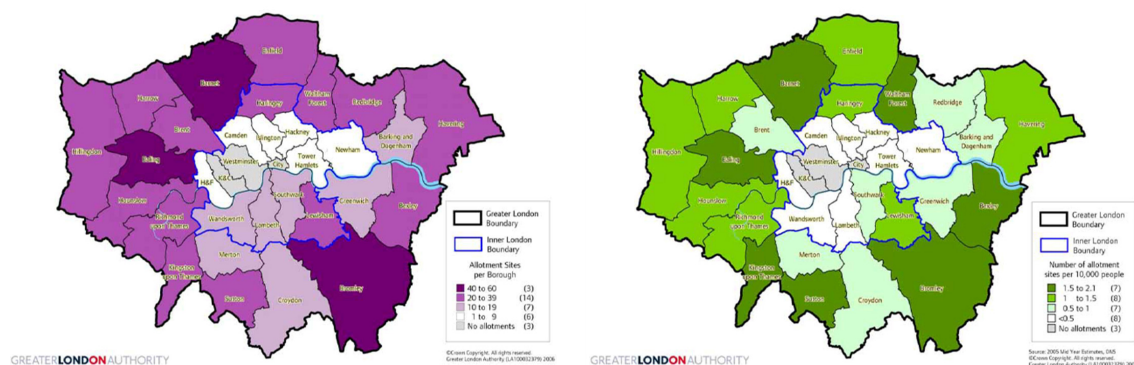 Enfield
Barnet
Harrow
Haringey
Waltham
Forest
Redbridge
Havering
Brent
Camden
Islington
Hackney
Barking and
Dagenham
Hillingdon
Ealing
Westminster
City
Tower
Hamlets
Newham
H&F
K&C
Hounslow
Southwark
Greenwich
Bexley
Richmond
upon Thames
Wandsworth
Lambeth
Lewisham
Merton
Kingston
upon Thames
Sutton
Croydon
Bromley
Greater London
Boundary
Inner London
Boundary
Allotment Sites
per Borough
40 to 60 (3)
20 to 39 (14)
10 to 19 (7)
1 to 9 (6)
No allotments (3)
GREATERLONDONAUTHORITY
©Crown Copyright. All rights reserved.
Greater London Authority (LA100032379) 2006
Enfield
Barnet
Harrow
Haringey
Waltham
Forest
Redbridge
Havering
Brent
Camden
Islington
Hackney
Barking and
Dagenham
Hillingdon
Ealing
Westminster
City
Tower
Hamlets
Newham
H&F
K&C
Hounslow
Southwark
Greenwich
Bexley
Richmond
upon Thames
Wandsworth
Lambeth
Lewisham
Merton
Kingston
upon Thames
Sutton
Croydon
Bromley
Greater London
Boundary
Inner London
Boundary
Number of allotment
sites per 10,000 people
1.5 to 2.1 (7)
1 to 1.5 (8)
0.5 to 1 (7)
<0.5 (8)
No allotments (3)
GREATERLONDONAUTHORITY
Source: 2005 Mid Year Estimates, ONS
©Crown Copyright. All rights reserved.
Greater London Authority